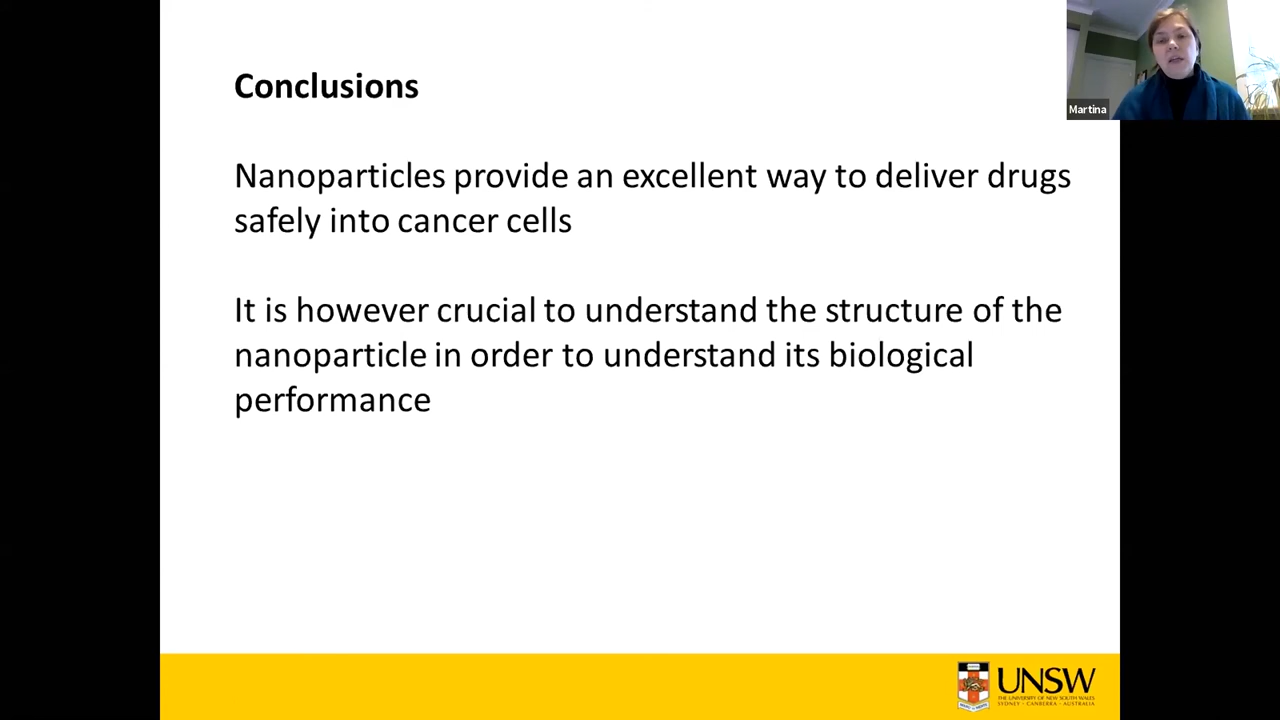 Conclusions
Martina
Nanoparticles provide an excellent way to deliver drugs
safely into cancer cells
It is however crucial to understand the structure of the
nanoparticle in order to understand its biological
performance
UNSW
THE UNIVERSITY OF NEW SOUTH WALES
SYDNEY · CANBERRA · AUSTRALIA